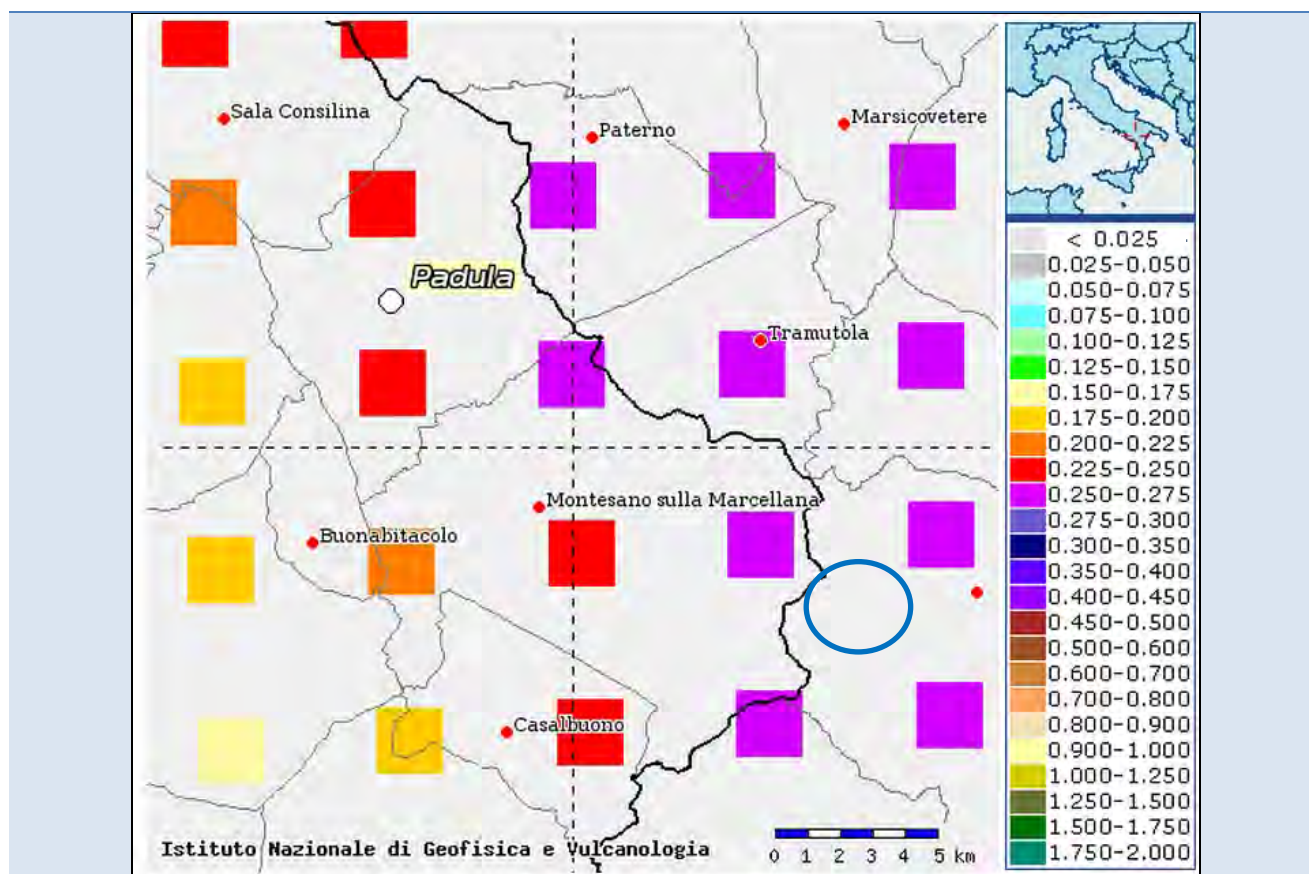 Sala Consilina
Paterno
Marsicovetere
Padula
Tramutola
Montesano sulla Marcellana
Buonabitacolo
Casalbuono
Istituto Nazionale di Geofisica e Vulcanologia
0 1 2 3 4 5 km
< 0.025
0.025-0.050
0.050-0.075
0.075-0.100
0.100-0.125
0.125-0.150
0.150-0.175
0.175-0.200
0.200-0.225
0.225-0.250
0.250-0.275
0.275-0.300
0.300-0.350
0.350-0.400
0.400-0.450
0.450-0.500
0.500-0.600
0.600-0.700
0.700-0.800
0.800-0.900
0.900-1.000
1.000-1.250
1.250-1.500
1.500-1.750
1.750-2.000